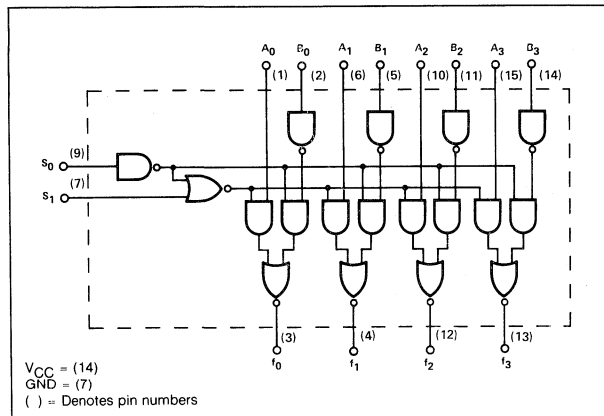 A0 B0 A1 B1 A2 B2 A3 B3
(1) (2) (6) (5) (10) (11) (15) (14)
(9)
S0
(7)
S1
(3) (4) (12) (13)
f0 f1 f2 f3
VCC = (14)
GND = (7)
( ) = Denotes pin numbers